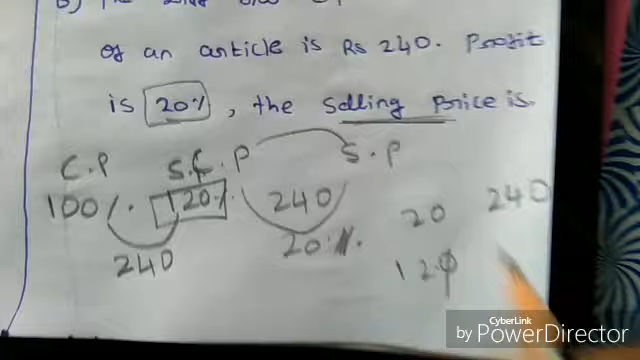 of an article is Rs 240. Profit
is 20%, the selling price is.
C.P S.P S.P
100%. 120%. 240 20 240
240 20%. 120
CyberLink
by PowerDirector